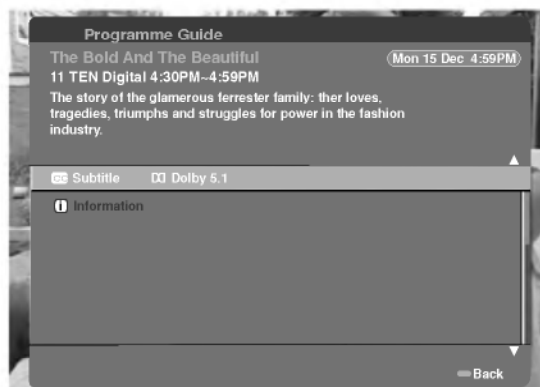 Programme Guide
The Bold And The Beautiful
Mon 15 Dec 4:59PM
11 TEN Digital 4:30PM~4:59PM
The story of the glamerous ferrester family: ther loves,
tragedies, triumphs and struggles for power in the fashion
industry.
CC Subtitle DD Dolby 5.1
i Information
Back